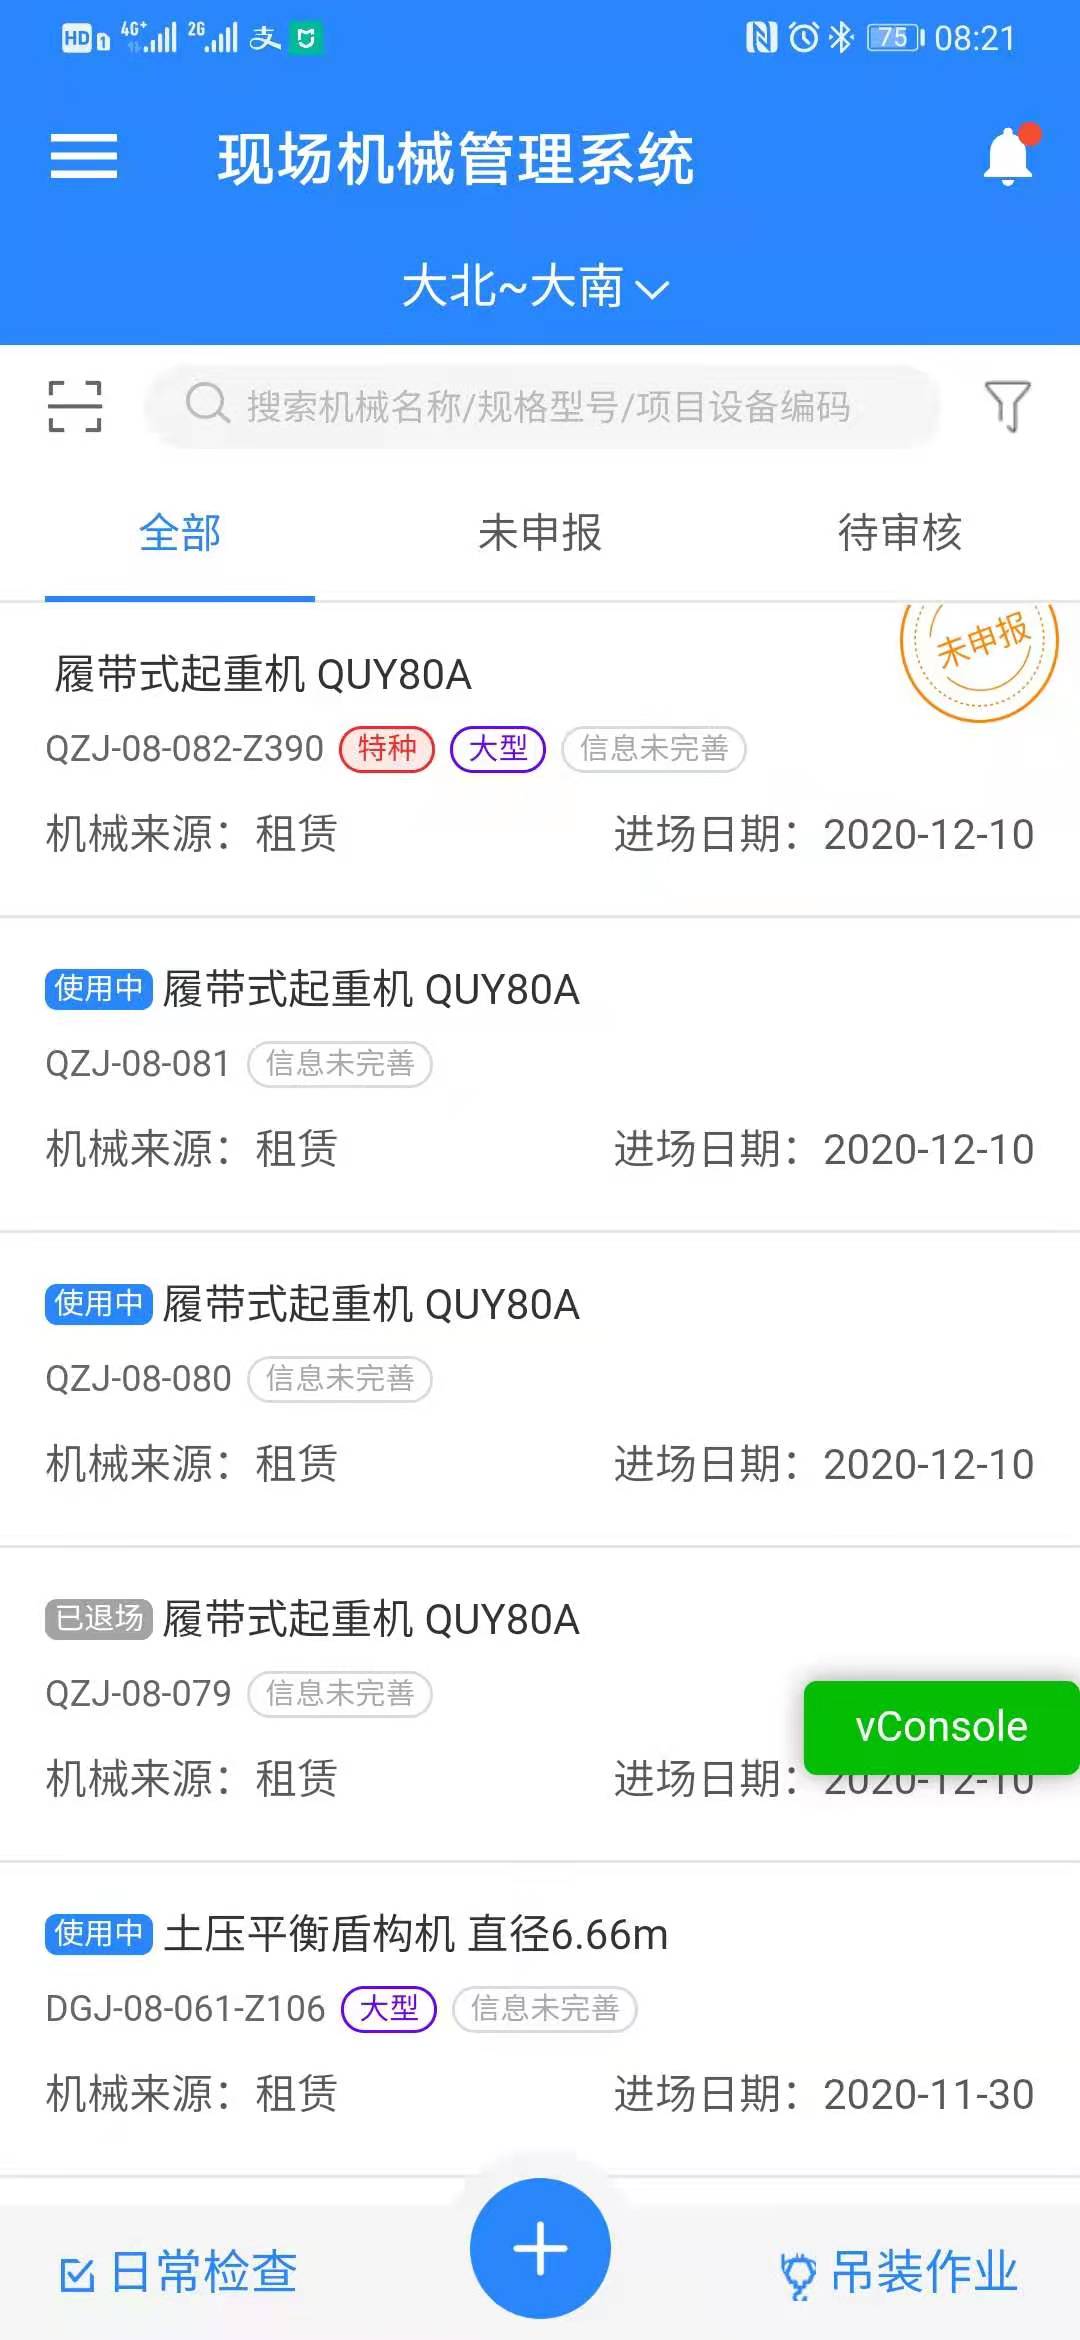 HD 1 4G+ 2G 支 75 08:21
现场机械管理系统
大北~大南
搜索机械名称/规格型号/项目设备编码
全部 未申报 待审核
未申报
履带式起重机 QUY80A
QZJ-08-082-Z390 特种 大型 信息未完善
机械来源：租赁 进场日期：2020-12-10
使用中 履带式起重机 QUY80A
QZJ-08-081 信息未完善
机械来源：租赁 进场日期：2020-12-10
使用中 履带式起重机 QUY80A
QZJ-08-080 信息未完善
机械来源：租赁 进场日期：2020-12-10
已退场 履带式起重机 QUY80A
QZJ-08-079 信息未完善
vConsole
机械来源：租赁 进场日期：2020-12-10
使用中 土压平衡盾构机 直径6.66m
DGJ-08-061-Z106 大型 信息未完善
机械来源：租赁 进场日期：2020-11-30
日常检查 吊装作业